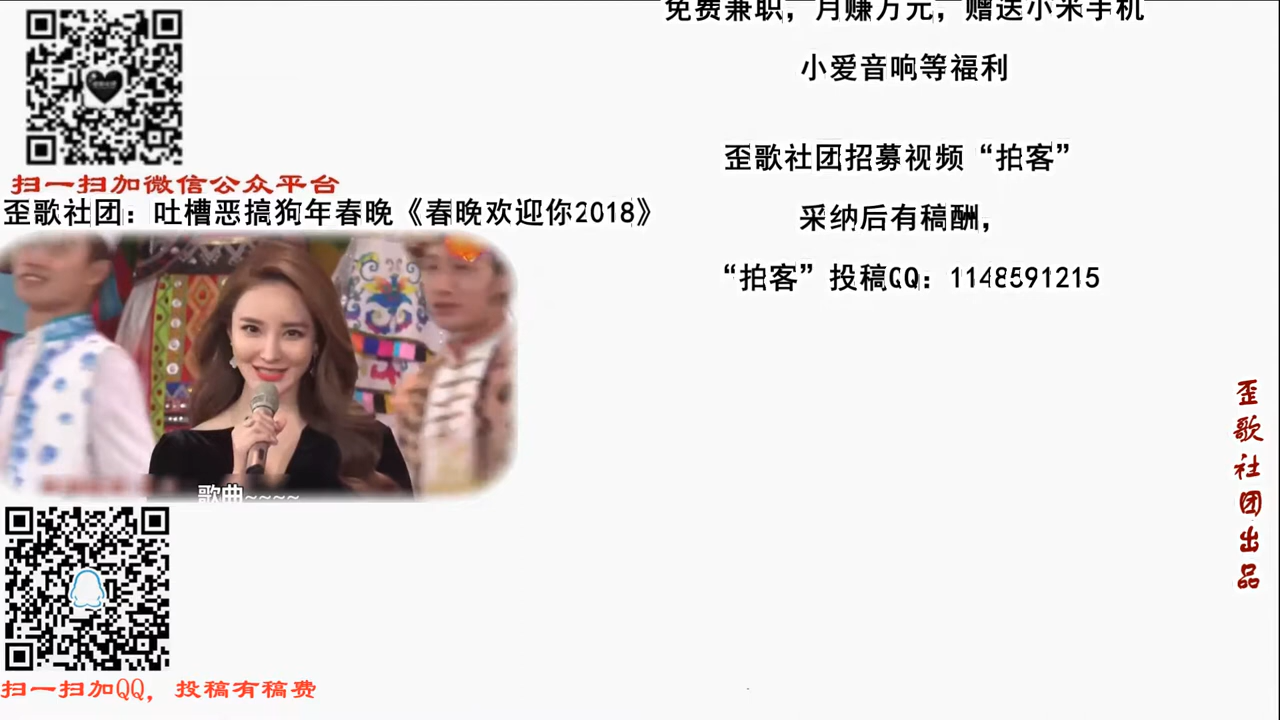 免费兼职，月赚万元，赠送小米手机
小爱音响等福利
扫一扫加微信公众平台
歪歌社团：吐槽恶搞狗年春晚《春晚欢迎你2018》
歪歌社团招募视频“拍客”
采纳后有稿酬，
“拍客”投稿QQ：1148591215
歌曲~~~~
扫一扫加QQ，投稿有稿费
歪歌社团出品